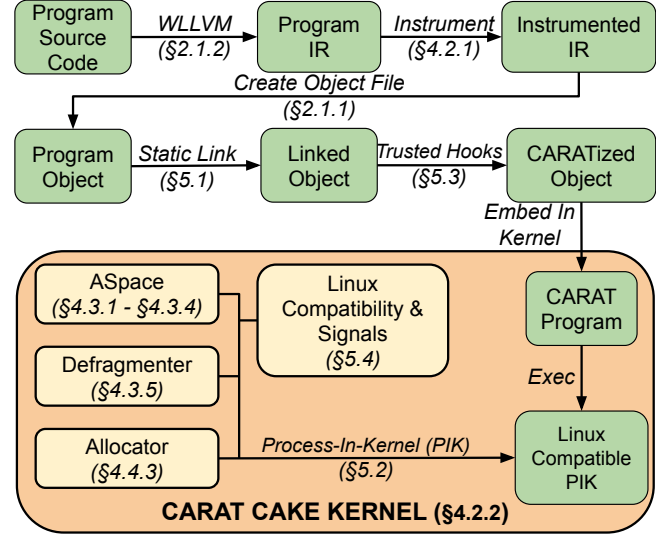 Program
Source
Code
WLLVM
(§2.1.2)
Program
IR
Instrument
(§4.2.1)
Instrumented
IR
Create Object File
(§2.1.1)
Program
Object
Static Link
(§5.1)
Linked
Object
Trusted Hooks
(§5.3)
CARATized
Object
Embed In
Kernel
ASpace
(§4.3.1 - §4.3.4)
Linux
Compatibility &
Signals
(§5.4)
CARAT
Program
Defragmenter
(§4.3.5)
Exec
Allocator
(§4.4.3)
Process-In-Kernel (PIK)
(§5.2)
Linux
Compatible
PIK
CARAT CAKE KERNEL (§4.2.2)